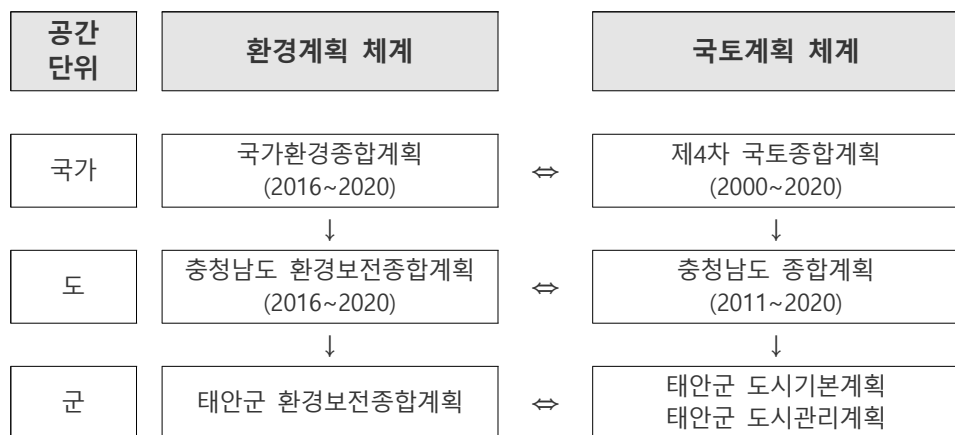 공간
단위
환경계획 체계
국토계획 체계
국가
국가환경종합계획
(2016~2020)
⇔
제4차 국토종합계획
(2000~2020)
↓
↓
도
충청남도 환경보전종합계획
(2016~2020)
⇔
충청남도 종합계획
(2011~2020)
↓
↓
군
태안군 환경보전종합계획
⇔
태안군 도시기본계획
태안군 도시관리계획